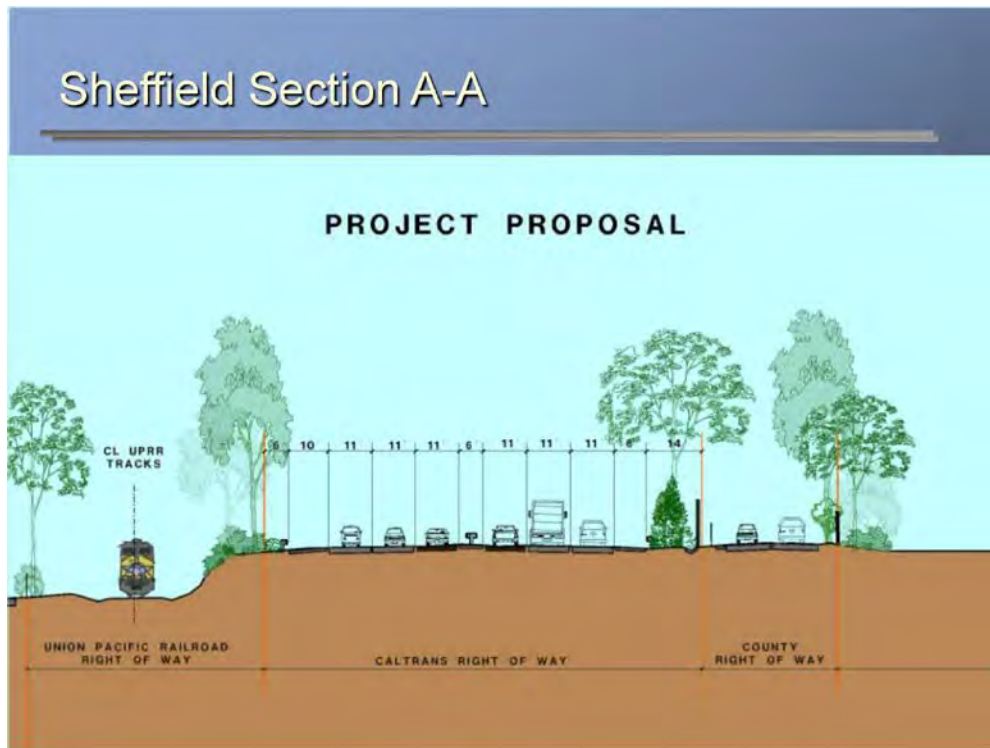 Sheffield Section A-A
PROJECT PROPOSAL
CL UPRR
TRACKS
6 10 11 11 11 6 11 11 11 6 14
UNION PACIFIC RAILROAD
RIGHT OF WAY
CALTRANS RIGHT OF WAY
COUNTY
RIGHT OF WAY